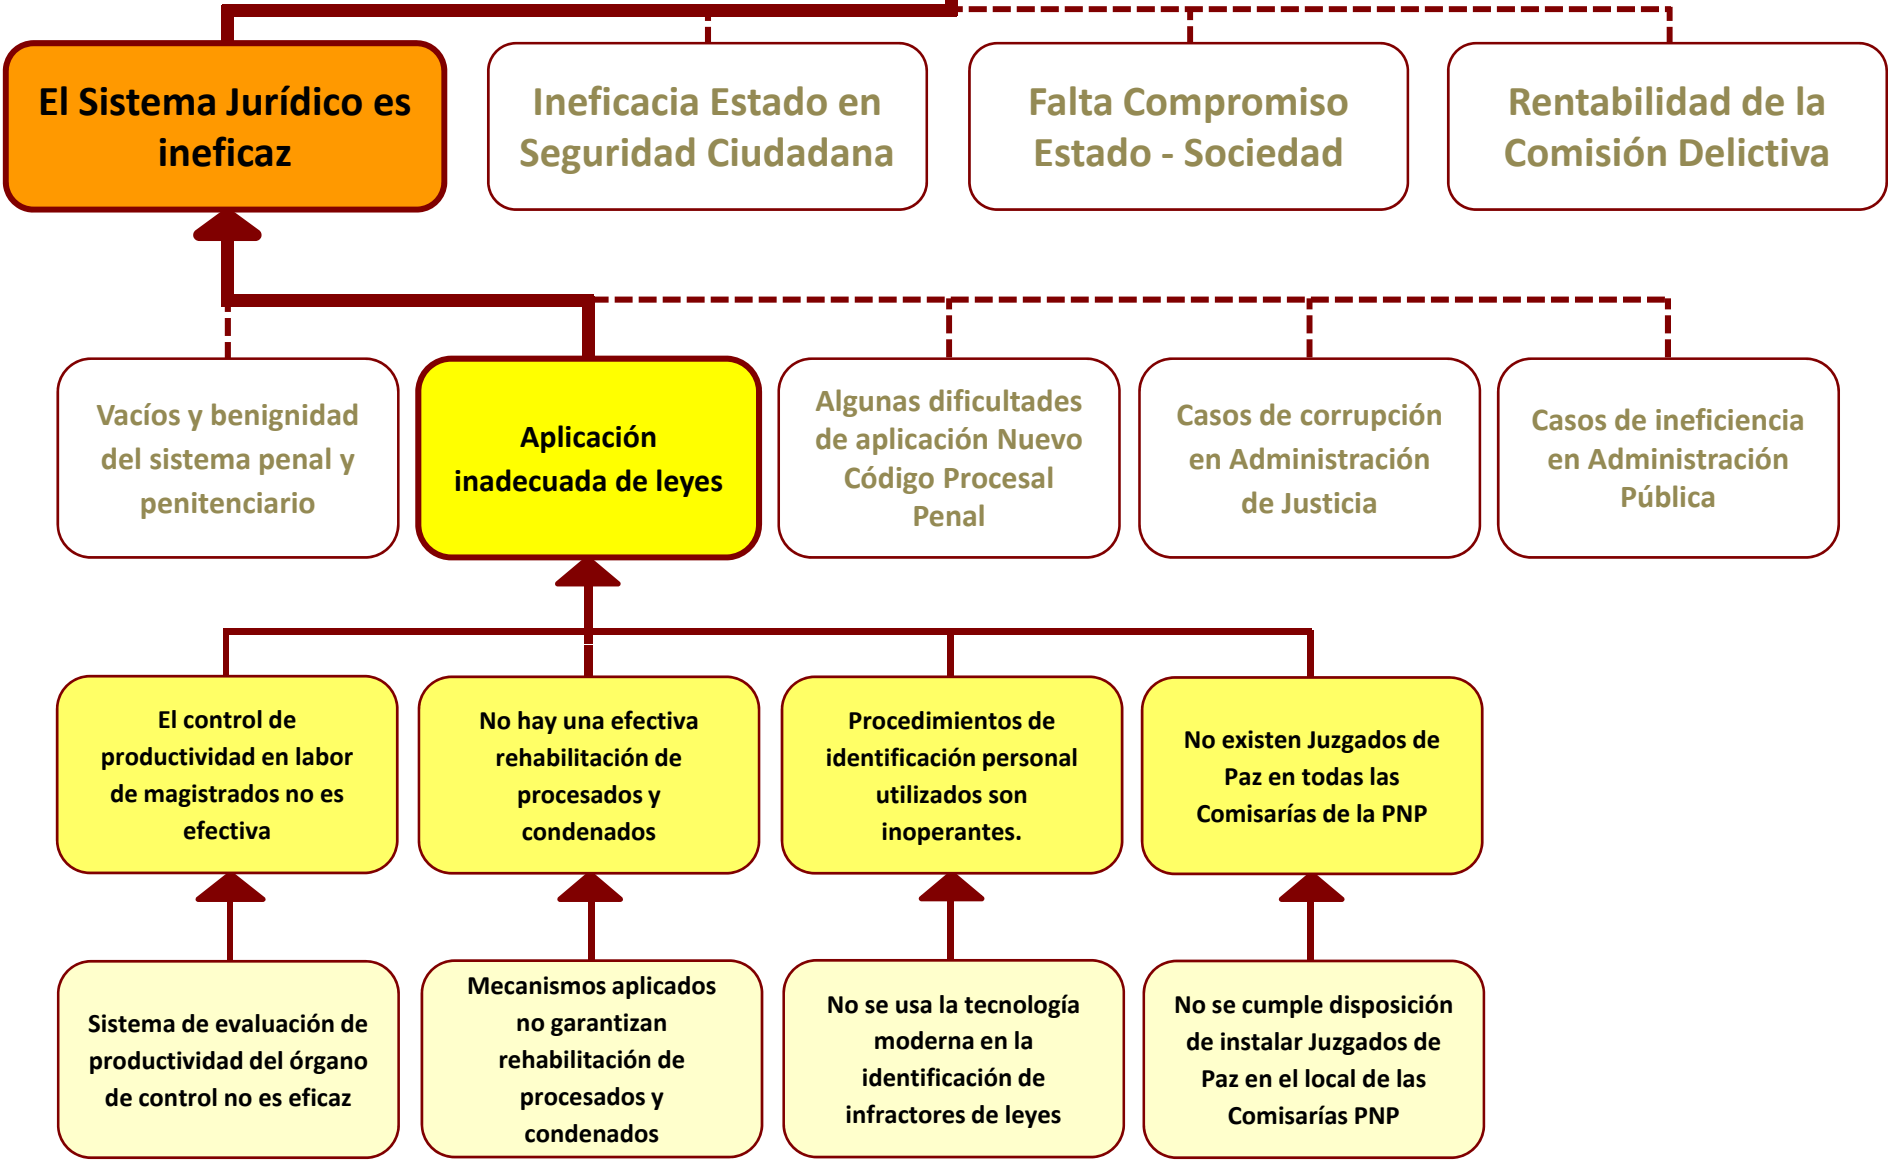 El Sistema Jurídico es
ineficaz
Ineficacia Estado en
Seguridad Ciudadana
Falta Compromiso
Estado - Sociedad
Rentabilidad de la
Comisión Delictiva
Vacíos y benignidad
del sistema penal y
penitenciario
Aplicación
inadecuada de leyes
Algunas dificultades
de aplicación Nuevo
Código Procesal
Penal
Casos de corrupción
en Administración
de Justicia
Casos de ineficiencia
en Administración
Pública
El control de
productividad en labor
de magistrados no es
efectiva
No hay una efectiva
rehabilitación de
procesados y
condenados
Procedimientos de
identificación personal
utilizados son
inoperantes.
No existen Juzgados de
Paz en todas las
Comisarías de la PNP
Sistema de evaluación de
productividad del órgano
de control no es eficaz
Mecanismos aplicados
no garantizan
rehabilitación de
procesados y
condenados
No se usa la tecnología
moderna en la
identificación de
infractores de leyes
No se cumple disposición
de instalar Juzgados de
Paz en el local de las
Comisarías PNP